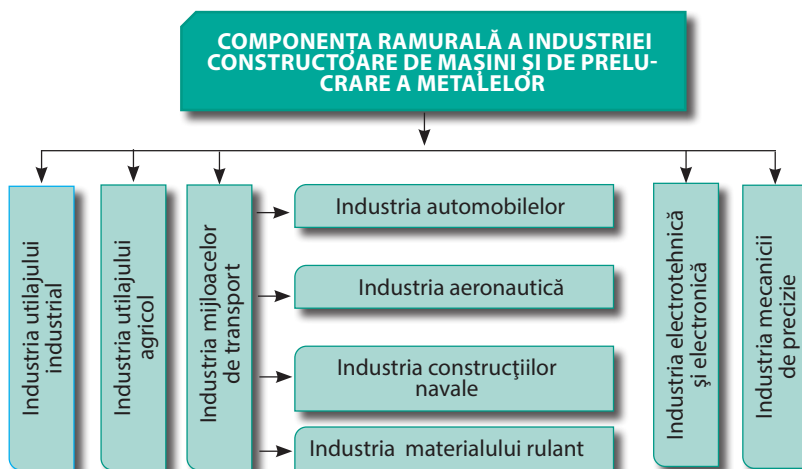 COMPONENȚA RAMURALĂ A INDUSTRIEI
CONSTRUCTOARE DE MAȘINI ȘI DE PRELU-
CRARE A METALELOR
Industria utilajului
industrial
Industria utilajului
agricol
Industria mijloacelor
de transport
Industria automobilelor
Industria aeronautică
Industria construcţiilor
navale
Industria materialului rulant
Industria electrotehnică
şi electronică
Industria mecanicii
de precizie